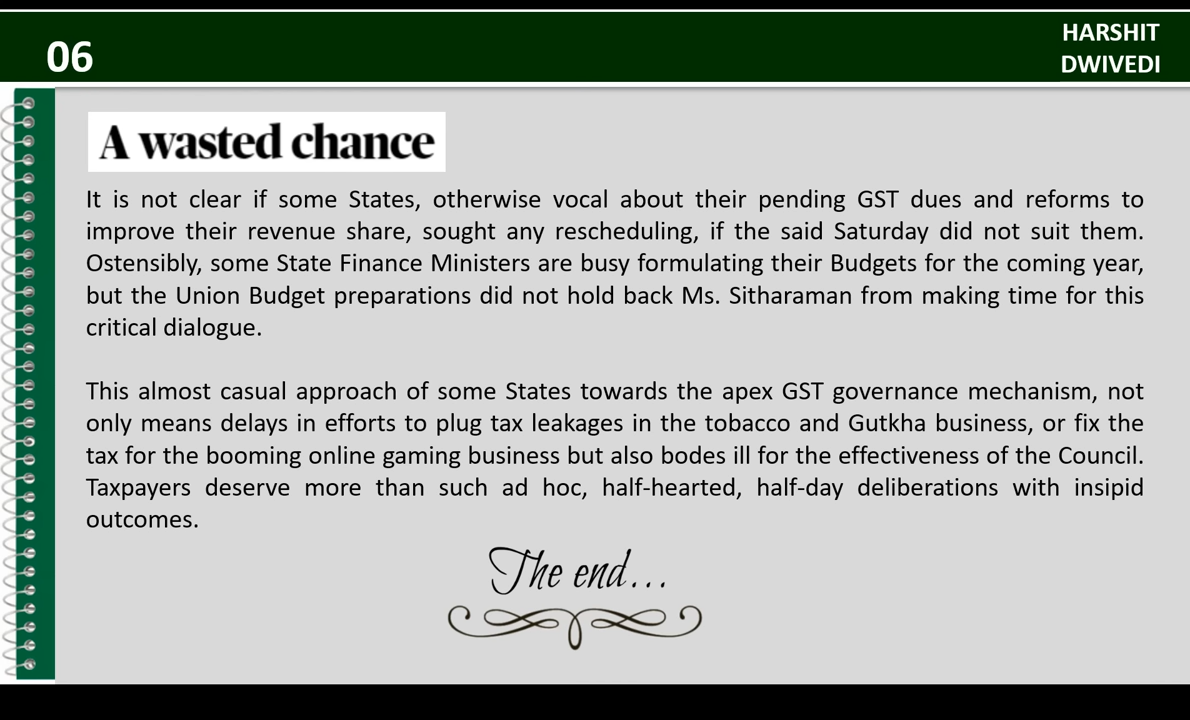 06
HARSHIT
DWIVEDI
A wasted chance
It is not clear if some States, otherwise vocal about their pending GST dues and reforms to
improve their revenue share, sought any rescheduling, if the said Saturday did not suit them.
Ostensibly, some State Finance Ministers are busy formulating their Budgets for the coming year,
but the Union Budget preparations did not hold back Ms. Sitharaman from making time for this
critical dialogue.
This almost casual approach of some States towards the apex GST governance mechanism, not
only means delays in efforts to plug tax leakages in the tobacco and Gutkha business, or fix the
tax for the booming online gaming business but also bodes ill for the effectiveness of the Council.
Taxpayers deserve more than such ad hoc, half-hearted, half-day deliberations with insipid
outcomes.
The end...